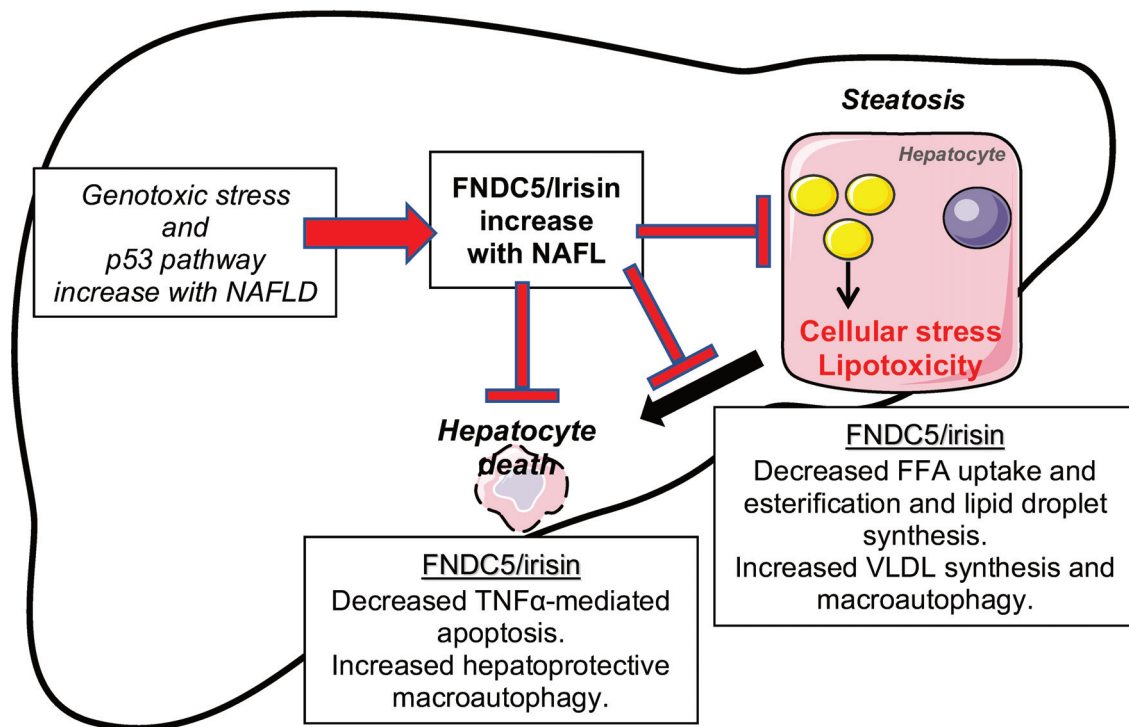 Steatosis
Hepatocyte
Genotoxic stress
and
p53 pathway
increase with NAFLD
FNDC5/Irisin
increase
with NAFL
Cellular stress
Lipotoxicity
Hepatocyte
death
FNDC5/irisin
Decreased FFA uptake and
esterification and lipid droplet
synthesis.
Increased VLDL synthesis and
macroautophagy.
FNDC5/irisin
Decreased TNFα-mediated
apoptosis.
Increased hepatoprotective
macroautophagy.